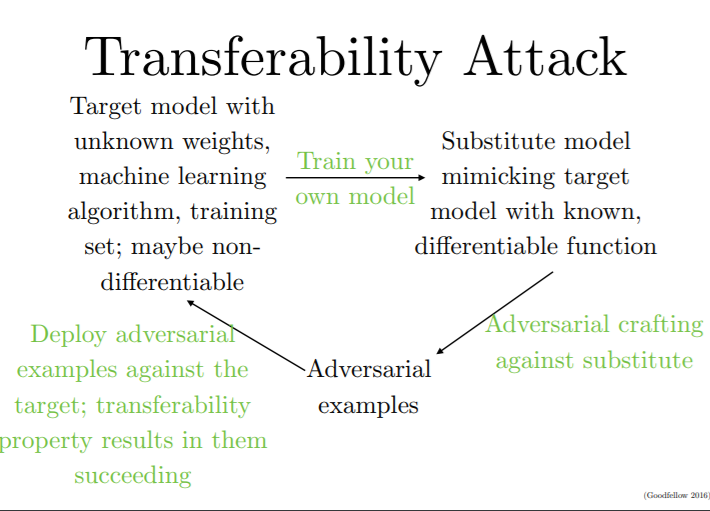 Transferability Attack
Target model with
unknown weights,
machine learning
algorithm, training
set; maybe non-
differentiable
Train your
own model
Substitute model
mimicking target
model with known,
differentiable function
Adversarial crafting
against substitute
Adversarial
examples
Deploy adversarial
examples against the
target; transferability
property results in them
succeeding
(Goodfellow 2016)